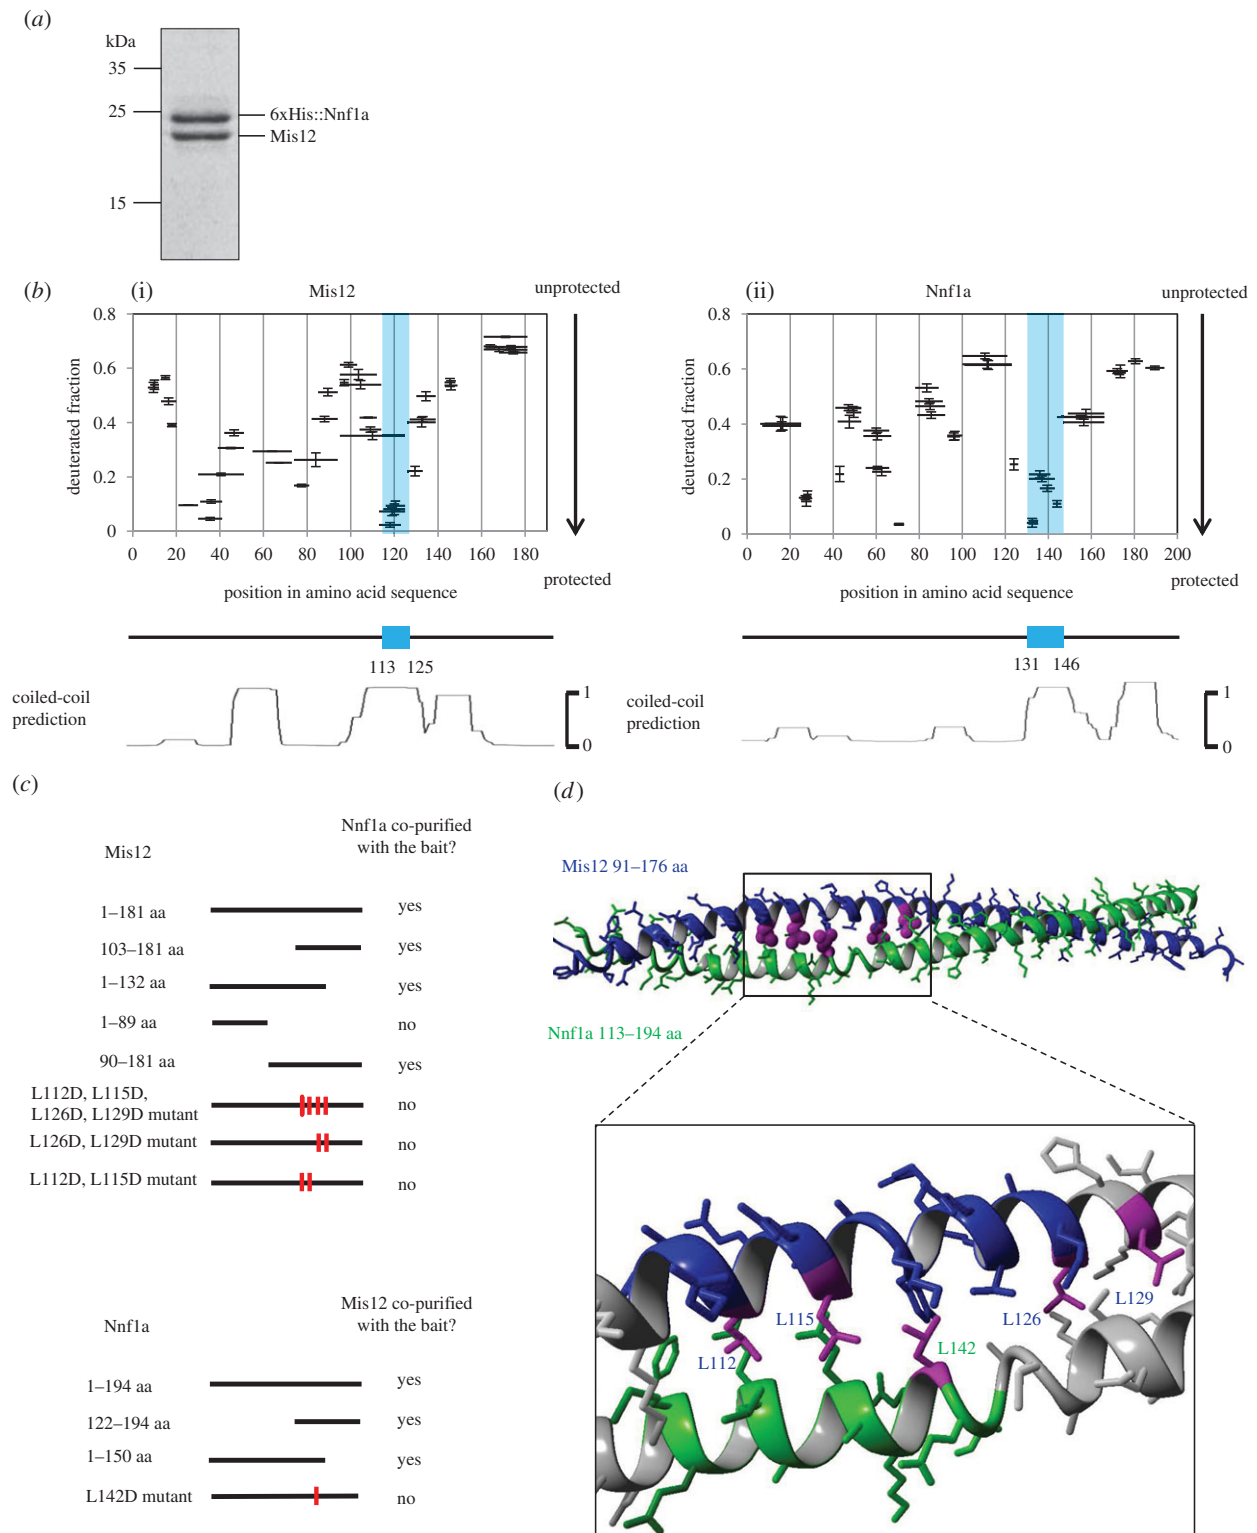 (a)
kDa
35
25
15
6xHis::Nnf1a
Mis12
(b)
(i)
Mis12
unprotected
0.8
0.6
0.4
0.2
0
deuterated fraction
0 20 40 60 80 100 120 140 160 180
position in amino acid sequence
protected
113 125
coiled-coil
prediction
1
0
(ii)
Nnf1a
unprotected
0.8
0.6
0.4
0.2
0
deuterated fraction
0 20 40 60 80 100 120 140 160 180 200
position in amino acid sequence
protected
131 146
coiled-coil
prediction
1
0
(c)
Mis12
Nnf1a co-purified
with the bait?
1–181 aa yes
103–181 aa yes
1–132 aa yes
1–89 aa no
90–181 aa yes
L112D, L115D,
L126D, L129D mutant no
L126D, L129D mutant no
L112D, L115D mutant no
Nnf1a
Mis12 co-purified
with the bait?
1–194 aa yes
122–194 aa yes
1–150 aa yes
L142D mutant no
(d)
Mis12 91–176 aa
Nnf1a 113–194 aa
L112
L115
L142
L126
L129